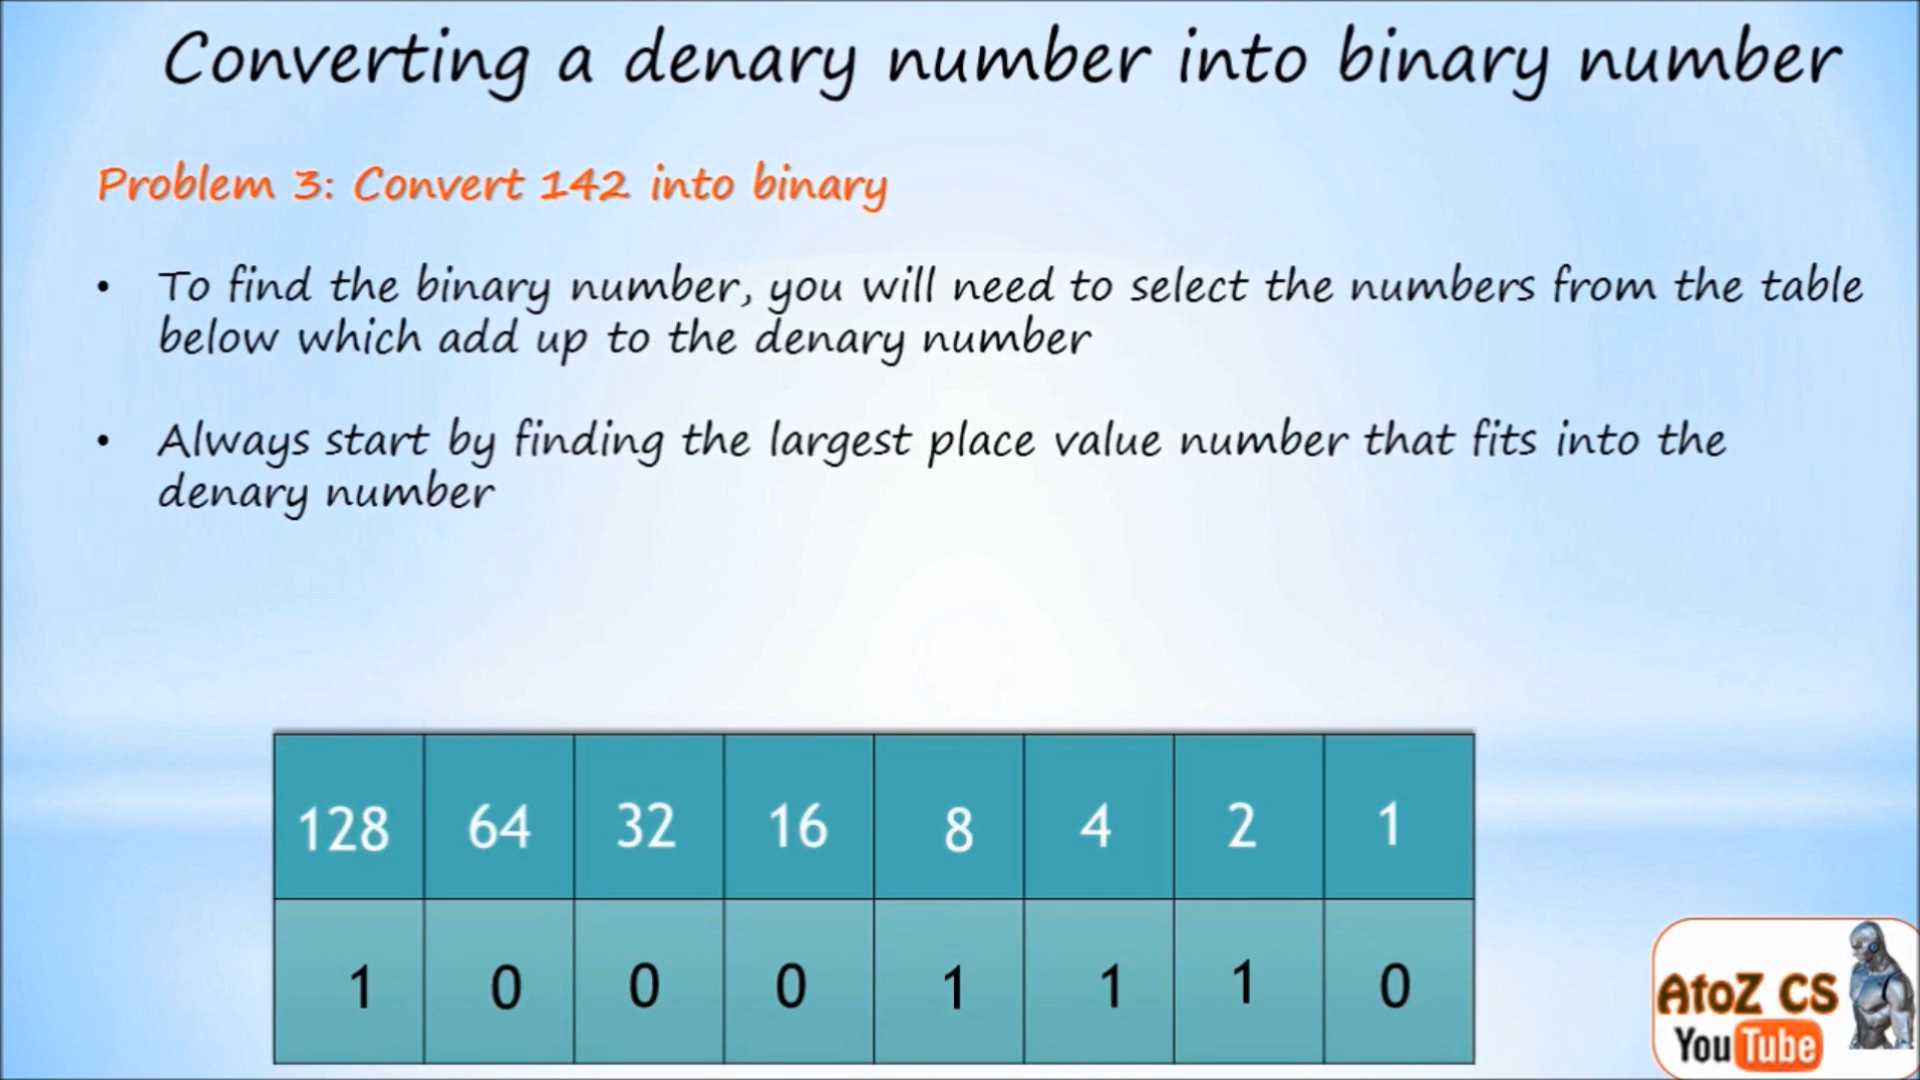 Converting a denary number into binary number
Problem 3: Convert 142 into binary
• To find the binary number, you will need to select the numbers from the table
below which add up to the denary number
• Always start by finding the largest place value number that fits into the
denary number
128 64 32 16 8 4 2 1
1 0 0 0 1 1 1 0
AtoZ CS
YouTube